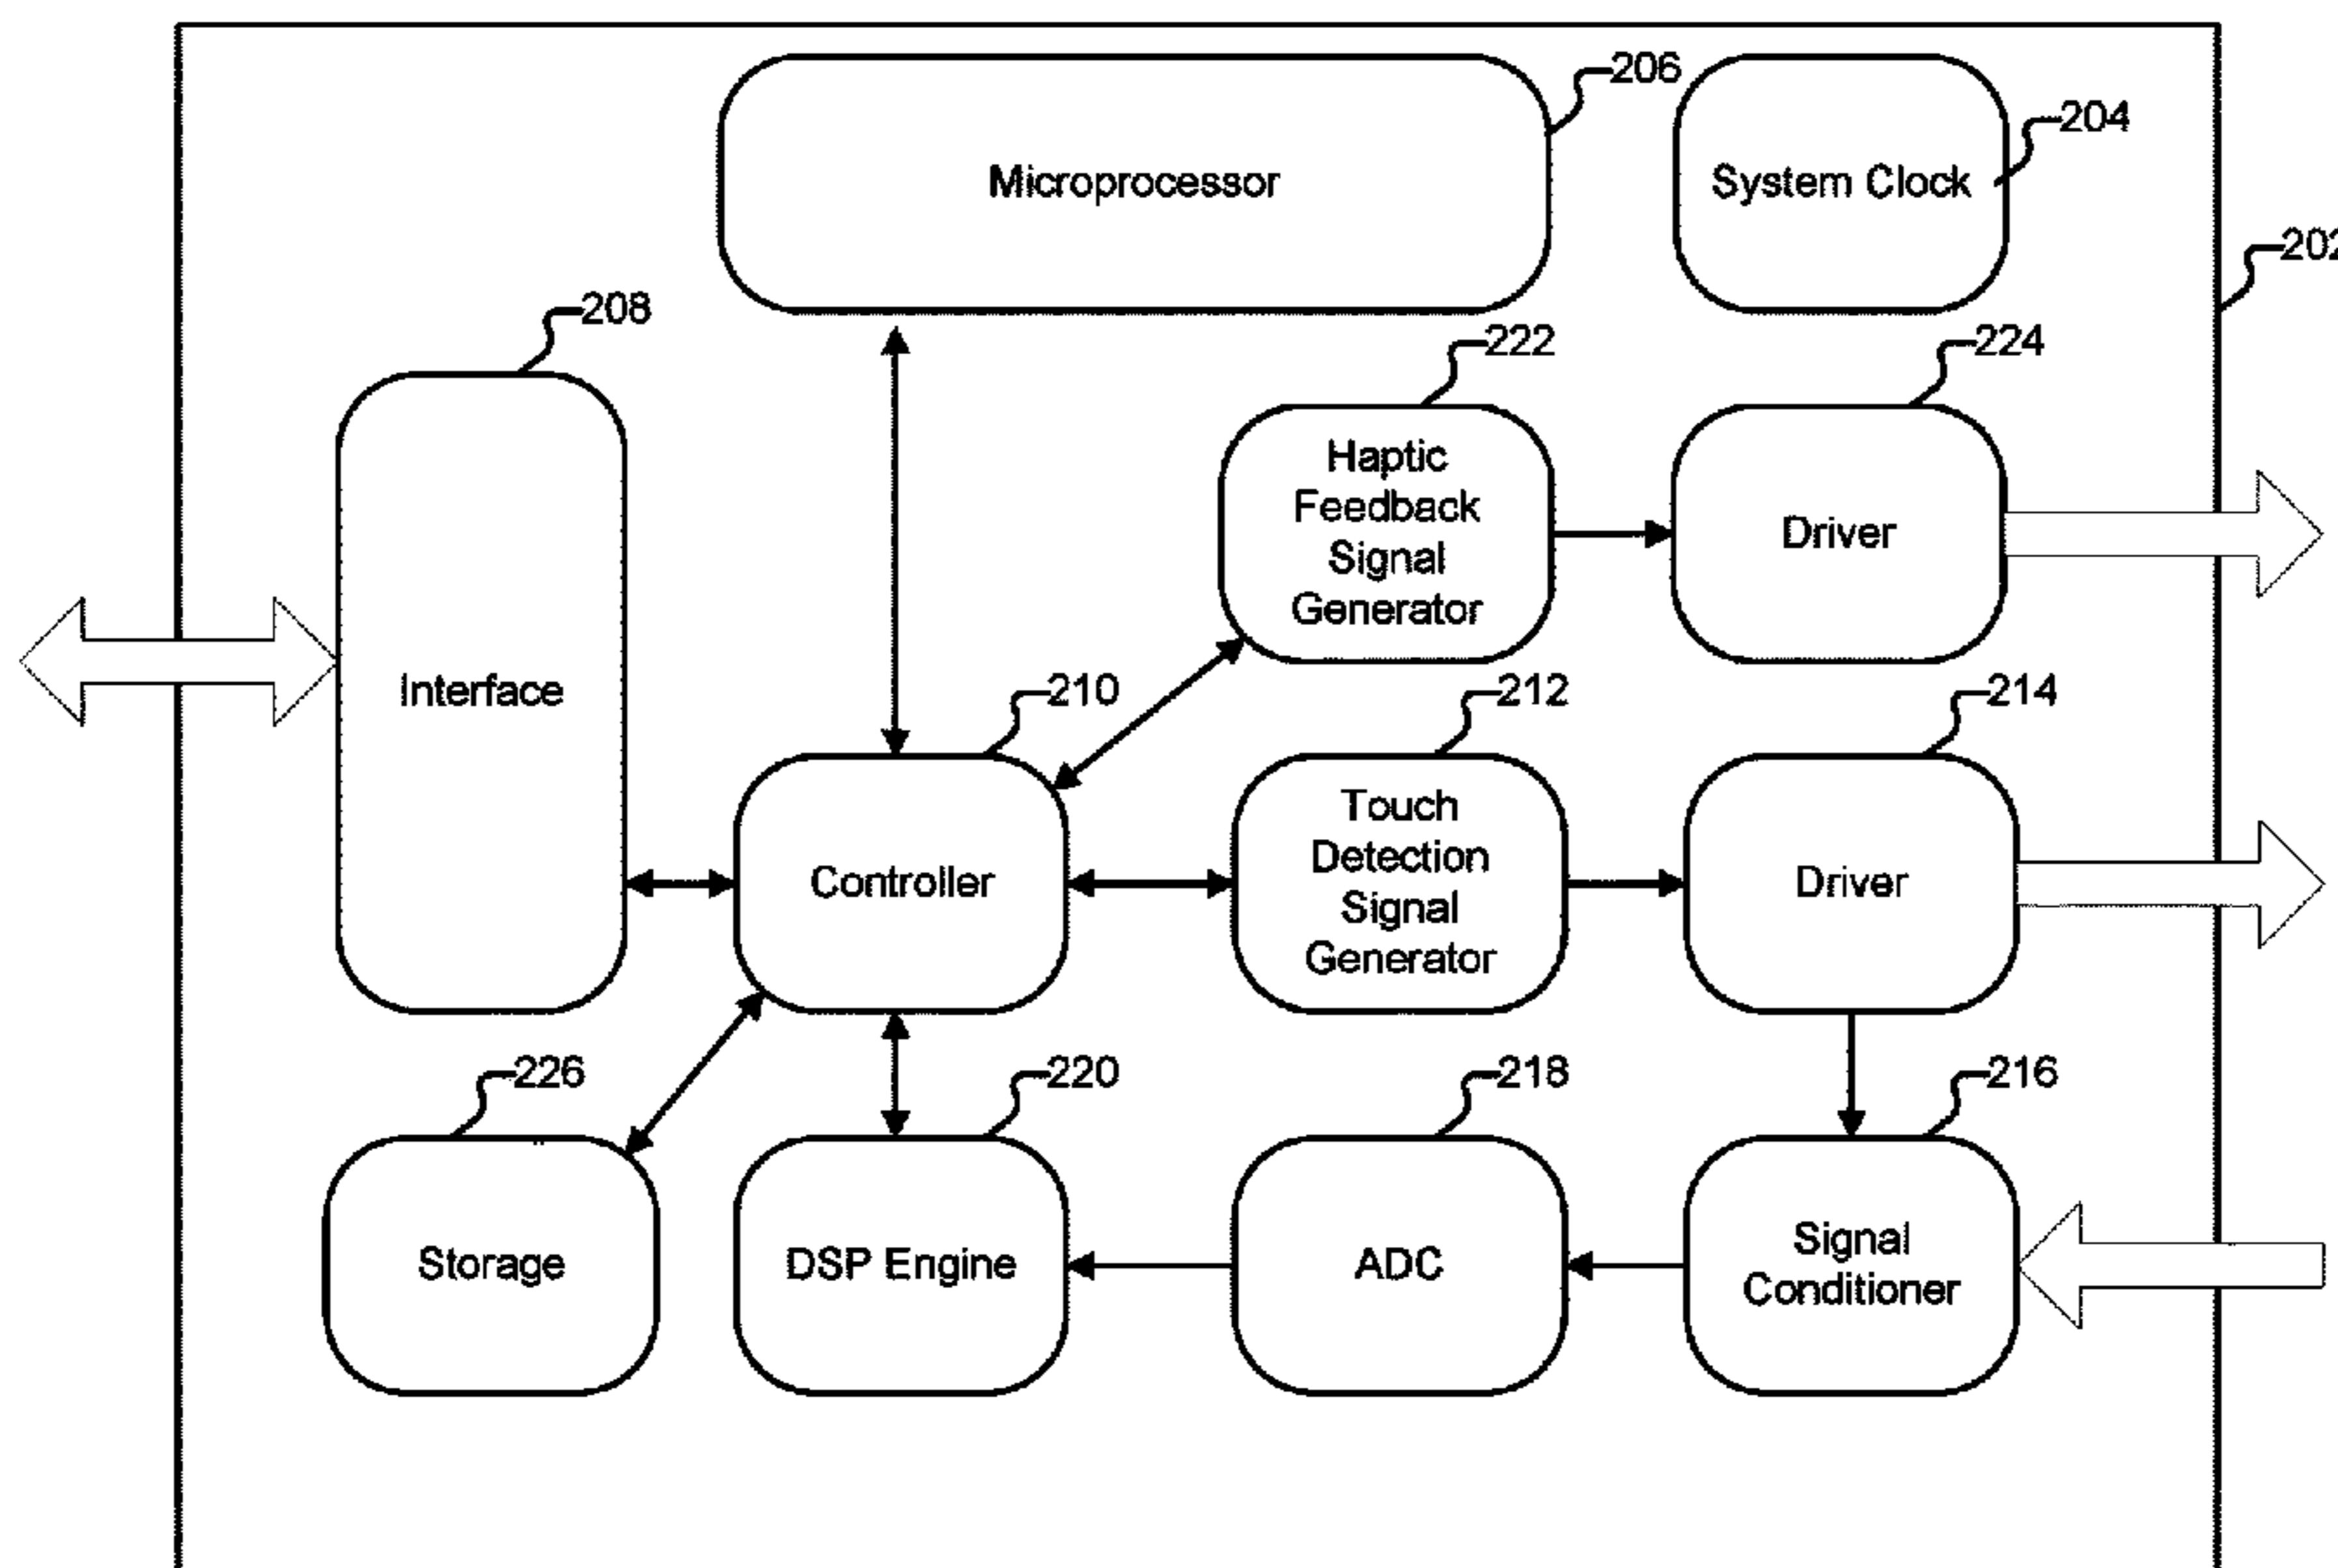 206
Microprocessor
204
System Clock
202
208
222
224
Haptic
Feedback
Signal
Generator
Driver
Interface
210
212
214
Controller
Touch
Detection
Signal
Generator
Driver
226
220
218
216
Storage
DSP Engine
ADC
Signal
Conditioner